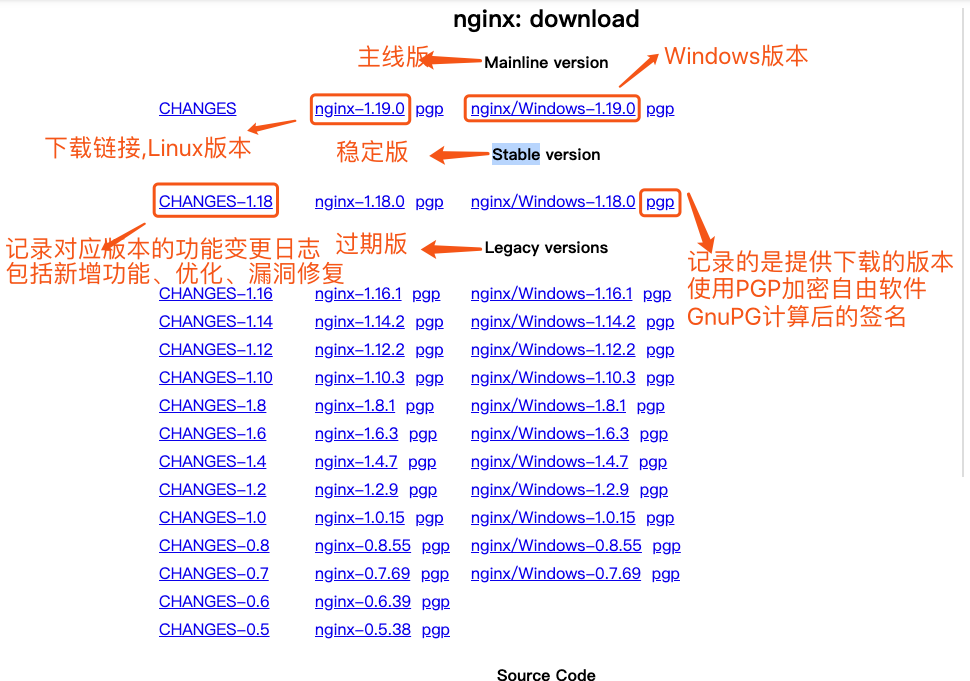 nginx: download
主线版
Mainline version
Windows版本
CHANGES nginx-1.19.0 pgp nginx/Windows-1.19.0 pgp
下载链接,Linux版本
稳定版
Stable version
CHANGES-1.18 nginx-1.18.0 pgp nginx/Windows-1.18.0 pgp
记录对应版本的功能变更日志
包括新增功能、优化、漏洞修复
过期版
Legacy versions
记录的是提供下载的版本
使用PGP加密自由软件
GnuPG计算后的签名
CHANGES-1.16 nginx-1.16.1 pgp nginx/Windows-1.16.1 pgp
CHANGES-1.14 nginx-1.14.2 pgp nginx/Windows-1.14.2 pgp
CHANGES-1.12 nginx-1.12.2 pgp nginx/Windows-1.12.2 pgp
CHANGES-1.10 nginx-1.10.3 pgp nginx/Windows-1.10.3 pgp
CHANGES-1.8 nginx-1.8.1 pgp nginx/Windows-1.8.1 pgp
CHANGES-1.6 nginx-1.6.3 pgp nginx/Windows-1.6.3 pgp
CHANGES-1.4 nginx-1.4.7 pgp nginx/Windows-1.4.7 pgp
CHANGES-1.2 nginx-1.2.9 pgp nginx/Windows-1.2.9 pgp
CHANGES-1.0 nginx-1.0.15 pgp nginx/Windows-1.0.15 pgp
CHANGES-0.8 nginx-0.8.55 pgp nginx/Windows-0.8.55 pgp
CHANGES-0.7 nginx-0.7.69 pgp nginx/Windows-0.7.69 pgp
CHANGES-0.6 nginx-0.6.39 pgp
CHANGES-0.5 nginx-0.5.38 pgp
Source Code